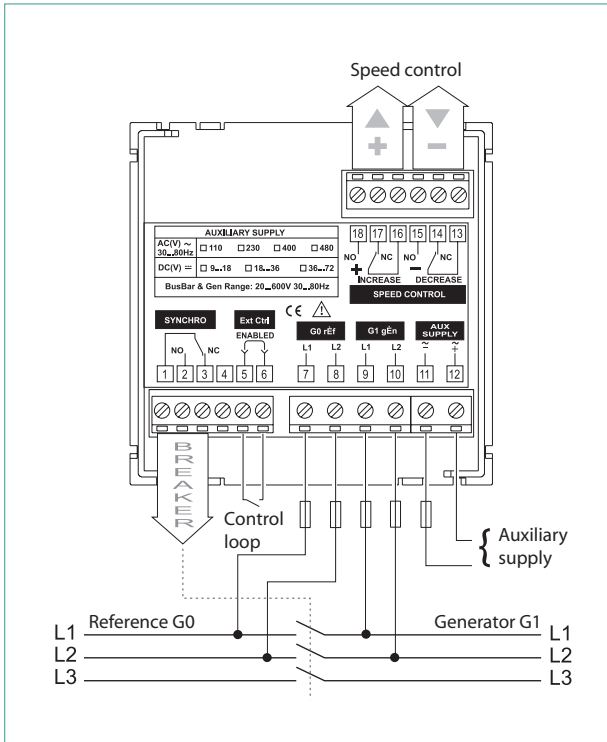 Speed control
+ −
18 17 16 15 14 13
NO NC NO NC
+ INCREASE − DECREASE
SPEED CONTROL
AUXILIARY SUPPLY
AC(V) ~ 30...80Hz □ 110 □ 230 □ 400 □ 480
DC(V) ⎓ □ 9...18 □ 18...36 □ 36...72
BusBar & Gen Range: 20...600V 30...80Hz
CE
SYNCHRO Ext Ctrl G0 rEf G1 gEn AUX SUPPLY
ENABLED
NO NC L1 L2 L1 L2 ~ − ~ +
1 2 3 4 5 6 7 8 9 10 11 12
BREAKER
Control
loop
{ Auxiliary
supply
Reference G0 Generator G1
L1 L1
L2 L2
L3 L3